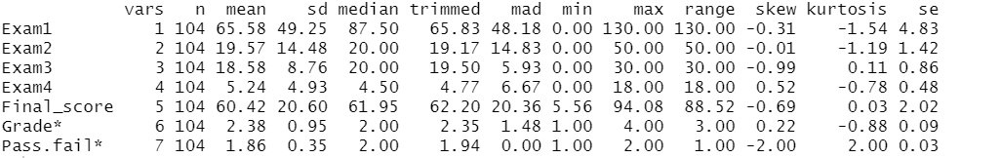 vars n mean sd median trimmed mad min max range skew kurtosis se
Exam1 1 104 65.58 49.25 87.50 65.83 48.18 0.00 130.00 130.00 -0.31 -1.54 4.83
Exam2 2 104 19.57 14.48 20.00 19.17 14.83 0.00 50.00 50.00 -0.01 -1.19 1.42
Exam3 3 104 18.58 8.76 20.00 19.50 5.93 0.00 30.00 30.00 -0.99 0.11 0.86
Exam4 4 104 5.24 4.93 4.50 4.77 6.67 0.00 18.00 18.00 0.52 -0.78 0.48
Final_score 5 104 60.42 20.60 61.95 62.20 20.36 5.56 94.08 88.52 -0.69 0.03 2.02
Grade* 6 104 2.38 0.95 2.00 2.35 1.48 1.00 4.00 3.00 0.22 -0.88 0.09
Pass.fail* 7 104 1.86 0.35 2.00 1.94 0.00 1.00 2.00 1.00 -2.00 2.00 0.03